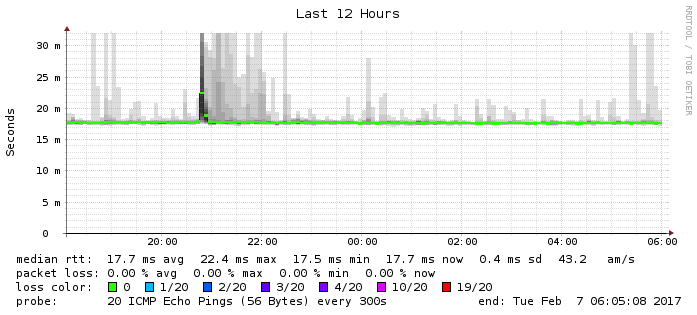 Last 12 Hours
RRDTOOL / TOBI OETIKER
Seconds
30 m
25 m
20 m
15 m
10 m
5 m
0
20:00 22:00 00:00 02:00 04:00 06:00
median rtt: 17.7 ms avg 22.4 ms max 17.5 ms min 17.7 ms now 0.4 ms sd 43.2 am/s
packet loss: 0.00 % avg 0.00 % max 0.00 % min 0.00 % now
loss color: 0 1/20 2/20 3/20 4/20 10/20 19/20
probe: 20 ICMP Echo Pings (56 Bytes) every 300s end: Tue Feb 7 06:05:08 2017